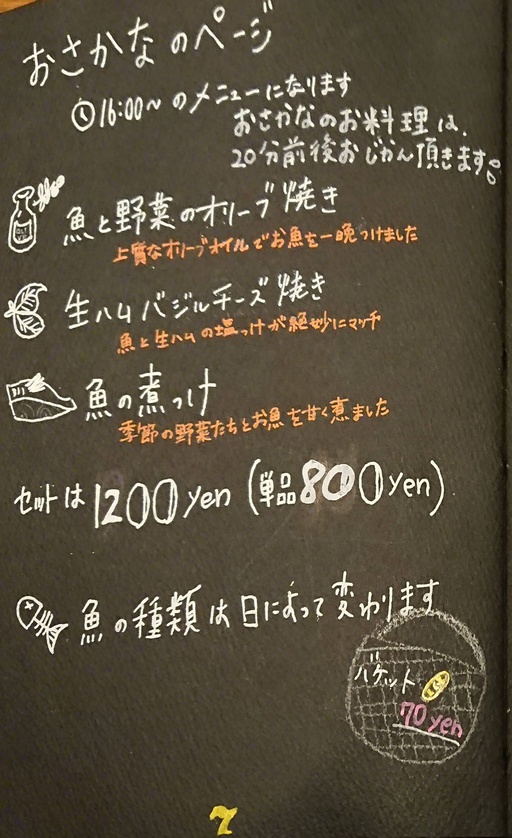 おさかなのページ
16:00〜のメニューになります
おさかなのお料理は、
20分前後おじかん頂きます。
魚と野菜のオリーブ焼き
上質なオリーブオイルでお魚を一晩つけました
生ハムバジルチーズ焼き
魚と生ハムの塩っけが絶妙にマッチ
魚の煮つけ
季節の野菜たちとお魚を甘く煮ました
セットは1200yen (単品800yen)
魚の種類は日によって変わります
バケット
70yen
7